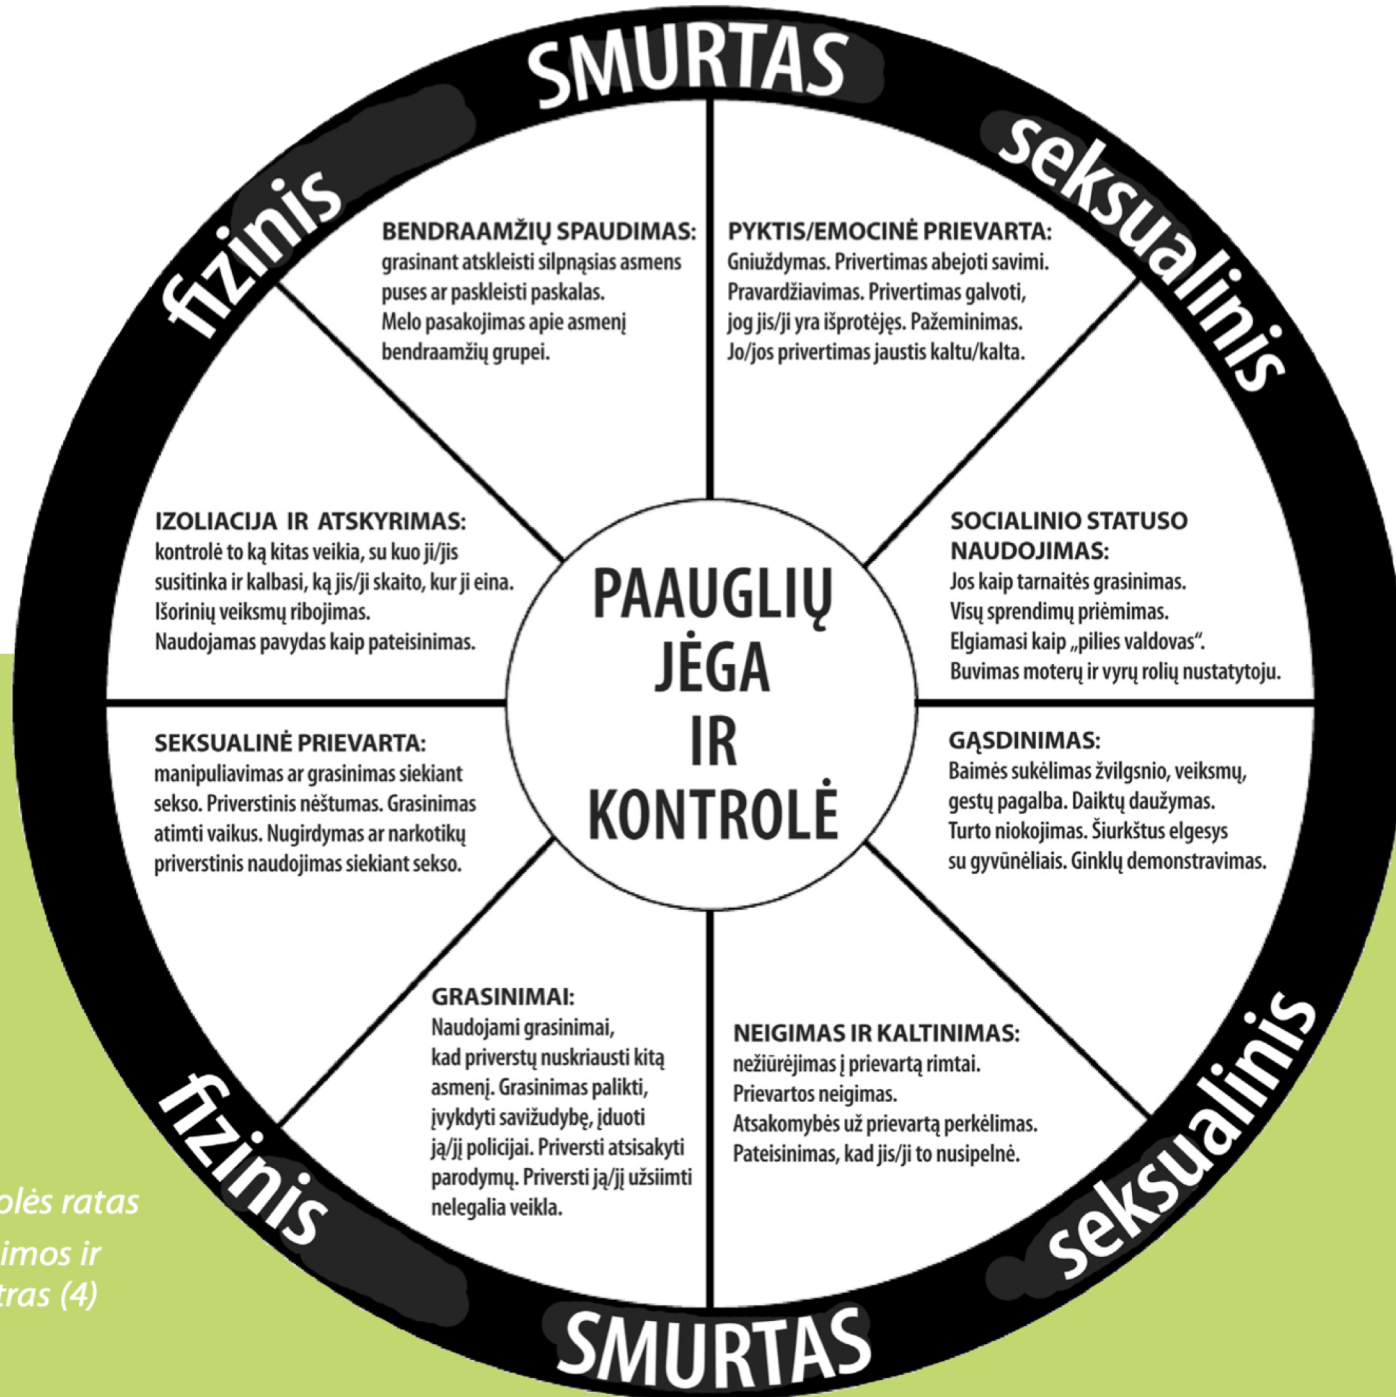 SMURTAS
fizinis
seksualinis
BENDRAAMŽIŲ SPAUDIMAS:
grasinant atskleisti silpnąsias asmens
puses ar paskleisti paskalas.
Melo pasakojimas apie asmenį
bendraamžių grupei.
PYKTIS/EMOCINĖ PRIEVARTA:
Gniuždymas. Privertimas abejoti savimi.
Pravardžiavimas. Privertimas galvoti,
jog jis/ji yra išprotėjęs. Pažeminimas.
Jo/jos privertimas jaustis kaltu/kalta.
IZOLIACIJA IR ATSKYRIMAS:
kontrolė to ką kitas veikia, su kuo ji/jis
susitinka ir kalbasi, ką jis/ji skaito, kur ji eina.
Išorinių veiksmų ribojimas.
Naudojamas pavydas kaip pateisinimas.
SOCIALINIO STATUSO
NAUDOJIMAS:
Jos kaip tarnaitės grasinimas.
Visų sprendimų priėmimas.
Elgiamasi kaip „pilies valdovas“.
Buvimas moterų ir vyrų rolių nustatytoju.
PAAUGLIŲ
JĖGA
IR
KONTROLĖ
SEKSUALINĖ PRIEVARTA:
manipuliavimas ar grasinimas siekiant
sekso. Priverstinis nėštumas. Grasinimas
atimti vaikus. Nugirdymas ar narkotikų
priverstinis naudojimas siekiant sekso.
GĄSDINIMAS:
Baimės sukėlimas žvilgsnio, veiksmų,
gestų pagalba. Daiktų daužymas.
Turto niokojimas. Šiurkštus elgesys
su gyvūnėliais. Ginklų demonstravimas.
GRASINIMAI:
Naudojami grasinimai,
kad priverstų nuskriausti kitą
asmenį. Grasinimas palikti,
įvykdyti savižudybę, įduoti
ją/jį policijai. Priversti atsisakyti
parodymų. Priversti ją/jį užsiimti
nelegalia veikla.
NEIGIMAS IR KALTINIMAS:
nežiūrėjimas į prievartą rimtai.
Prievartos neigimas.
Atsakomybės už prievartą perkėlimas.
Pateisinimas, kad jis/ji to nusipelnė.
fizinis
seksualinis
SMURTAS
olės ratas
imos ir
tras (4)